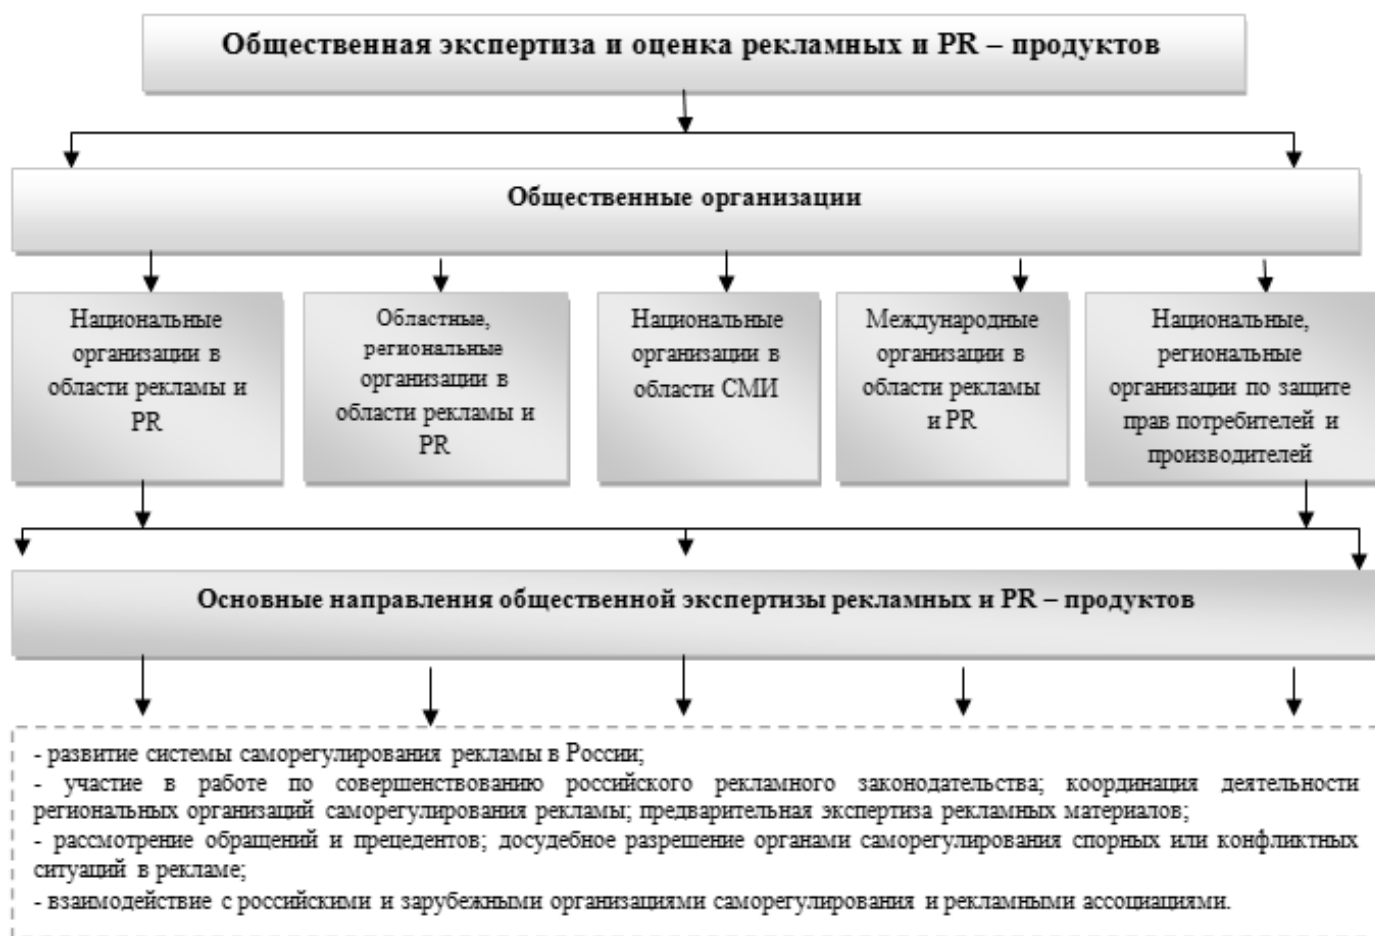 Общественная экспертиза и оценка рекламных и PR – продуктов
Общественные организации
Национальные
организации в
области рекламы и
PR
Областные,
региональные
организации в
области рекламы и
PR
Национальные
организации в
области СМИ
Международные
организации в
области рекламы
и PR
Национальные,
региональные
организации по защите
прав потребителей и
производителей
Основные направления общественной экспертизы рекламных и PR – продуктов
- развитие системы саморегулирования рекламы в России;
- участие в работе по совершенствованию российского рекламного законодательства; координация деятельности
региональных организаций саморегулирования рекламы; предварительная экспертиза рекламных материалов;
- рассмотрение обращений и прецедентов; досудебное разрешение органами саморегулирования спорных или конфликтных
ситуаций в рекламе;
- взаимодействие с российскими и зарубежными организациями саморегулирования и рекламными ассоциациями.